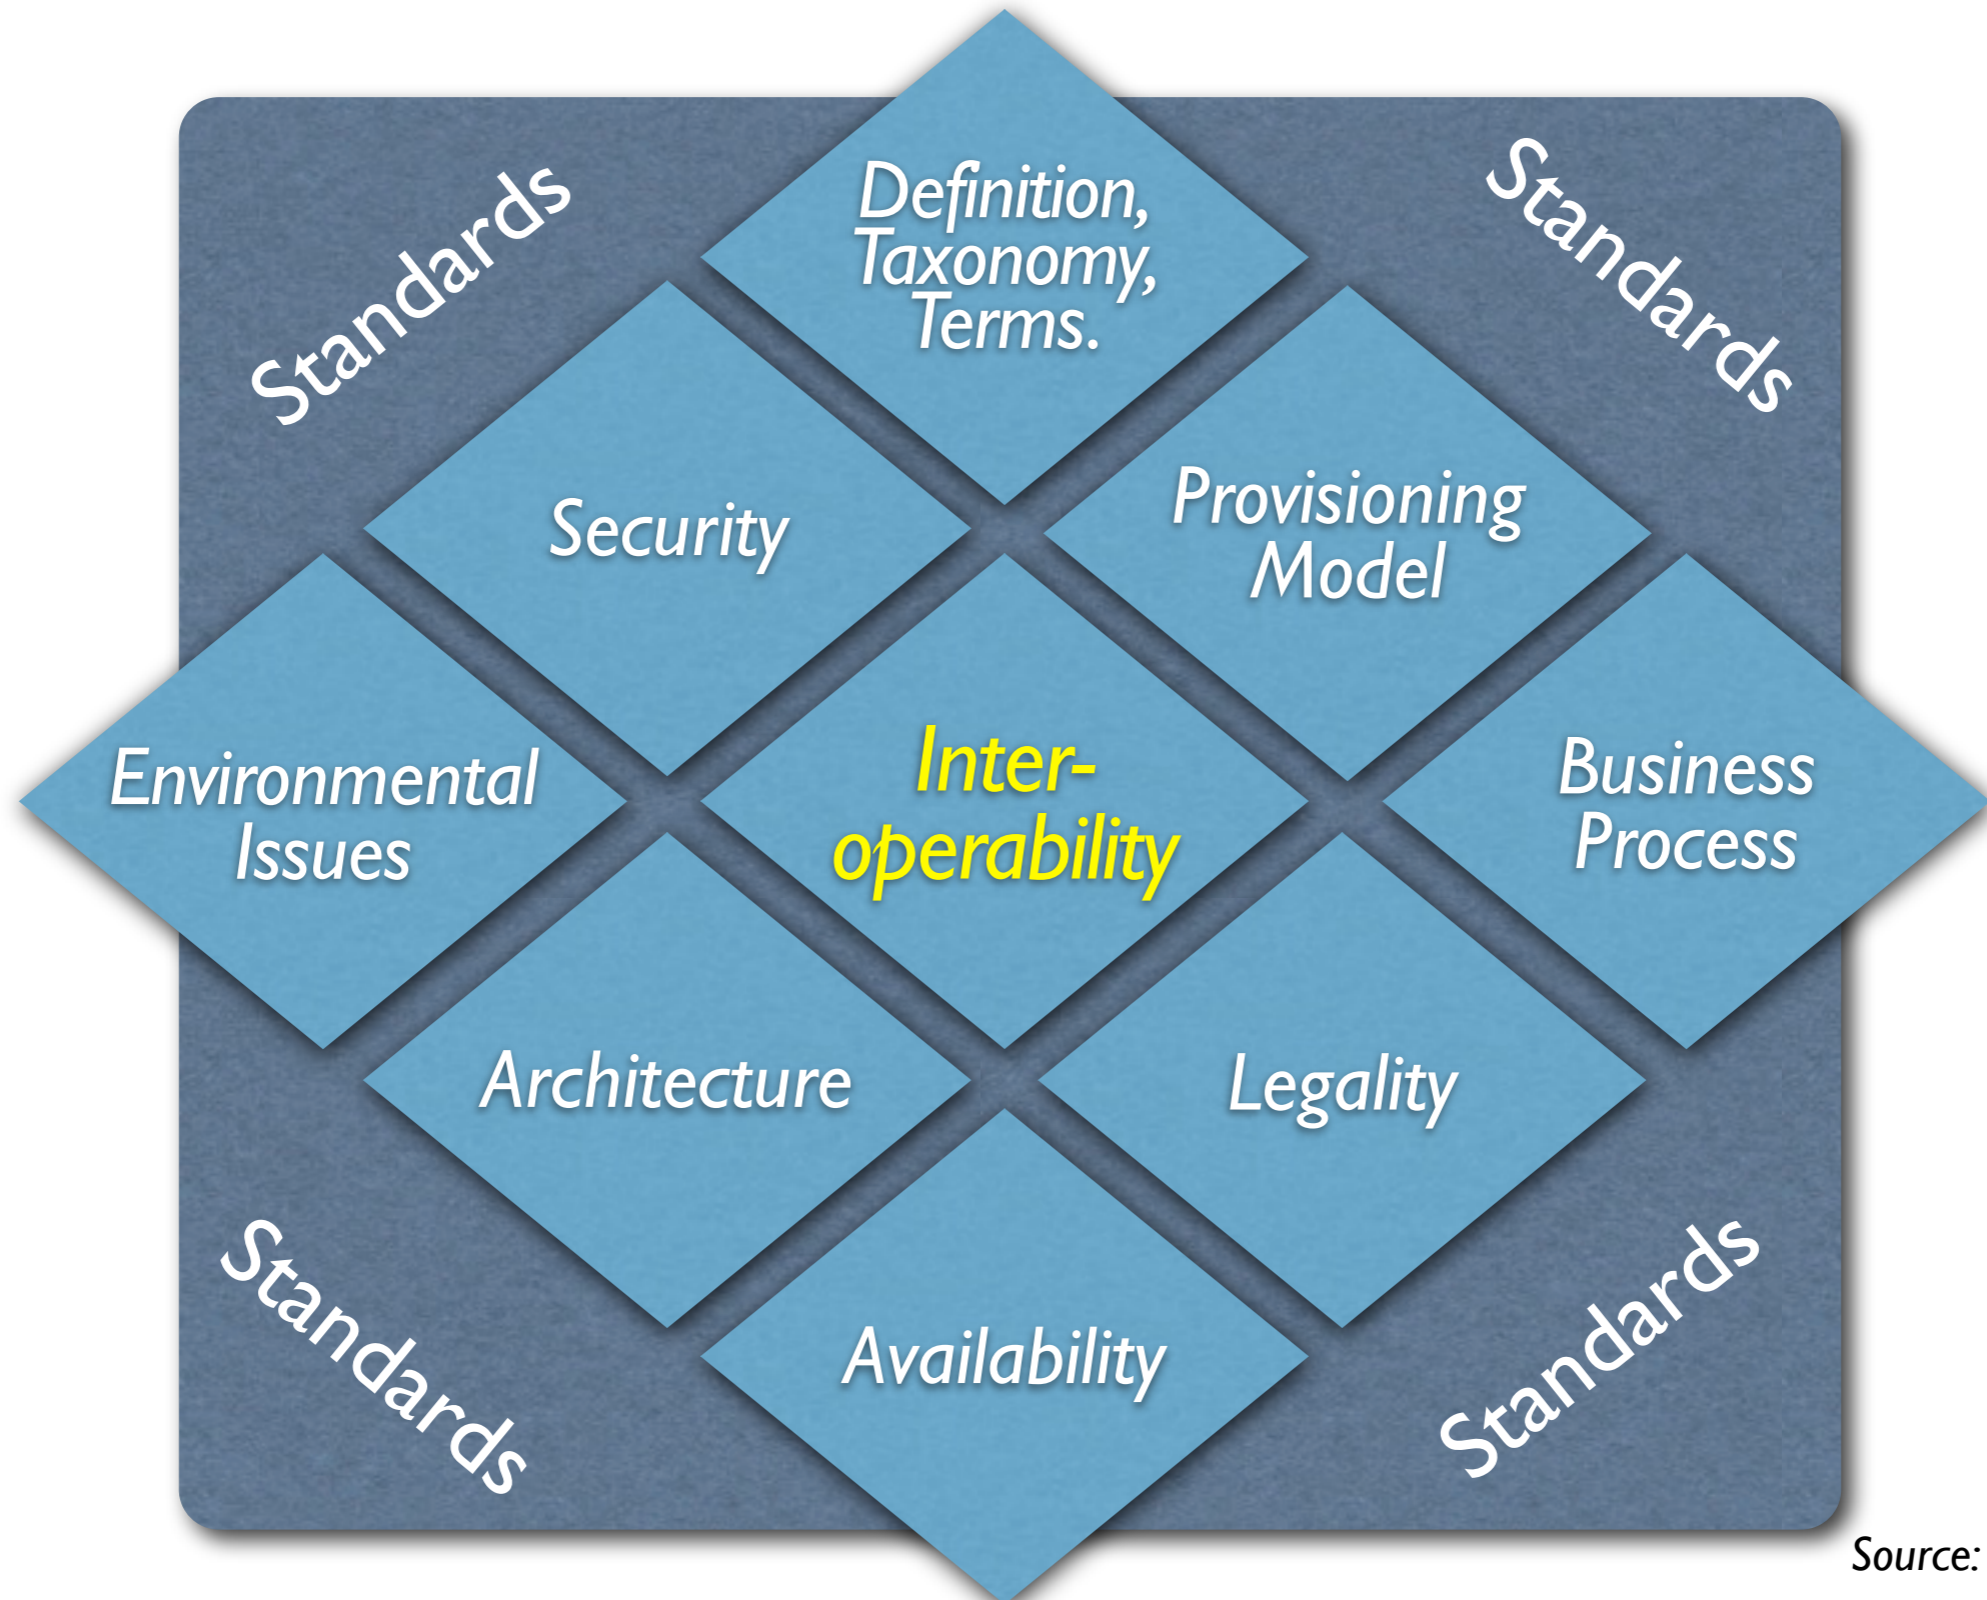 Standards
Standards
Definition,
Taxonomy,
Terms.
Security
Provisioning
Model
Environmental
Issues
Inter-
operability
Business
Process
Architecture
Legality
Availability
Standards
Standards
Source: